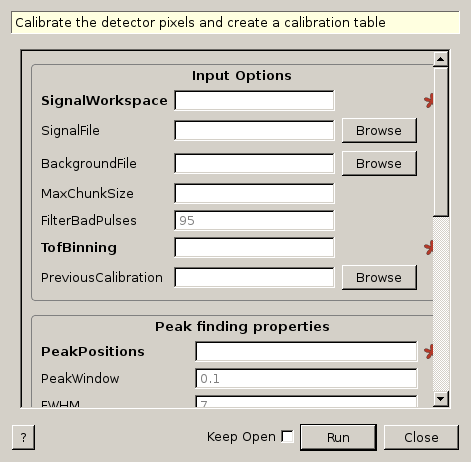 Calibrate the detector pixels and create a calibration table
Input Options
SignalWorkspace
SignalFile
Browse
BackgroundFile
Browse
MaxChunkSize
FilterBadPulses
95
TofBinning
PreviousCalibration
Browse
Peak finding properties
PeakPositions
PeakWindow
0.1
FWHM
7
?
Keep Open
Run
Close